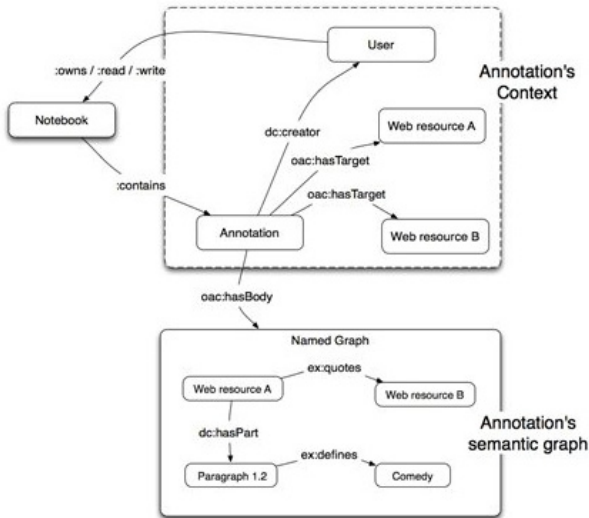 User
:owns / :read / :write
Annotation's
Context
Notebook
Web resource A
dc:creator
oac:hasTarget
:contains
oac:hasTarget
Annotation
Web resource B
oac:hasBody
Named Graph
ex:quotes
Web resource A
Web resource B
dc:hasPart
Annotation's
semantic graph
ex:defines
Paragraph 1.2
Comedy